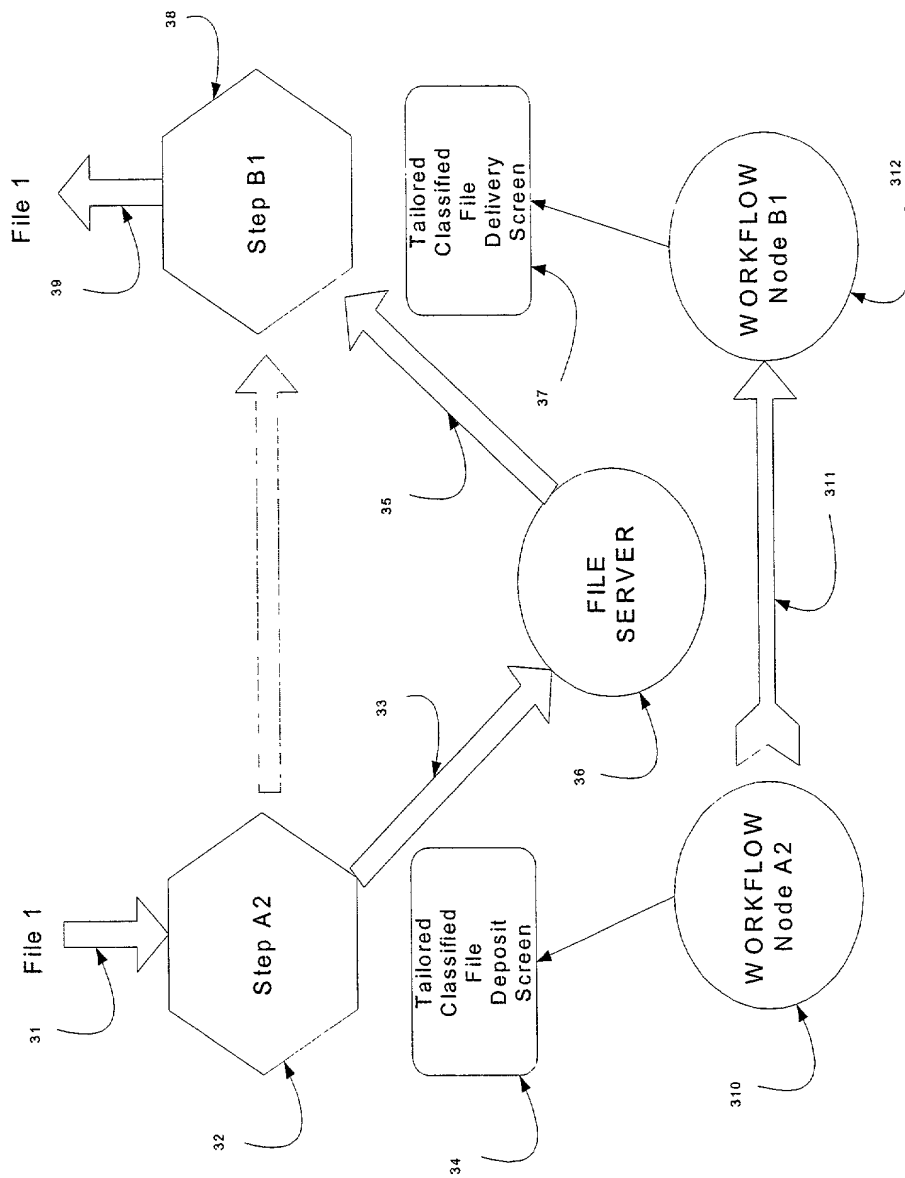 File 1
31
Step A2
32
33
Tailored
Classified
File
Deposit
Screen
34
WORKFLOW
Node A2
310
FILE
SERVER
36
35
311
File 1
39
Step B1
38
Tailored
Classified
File
Delivery
Screen
37
WORKFLOW
Node B1
312